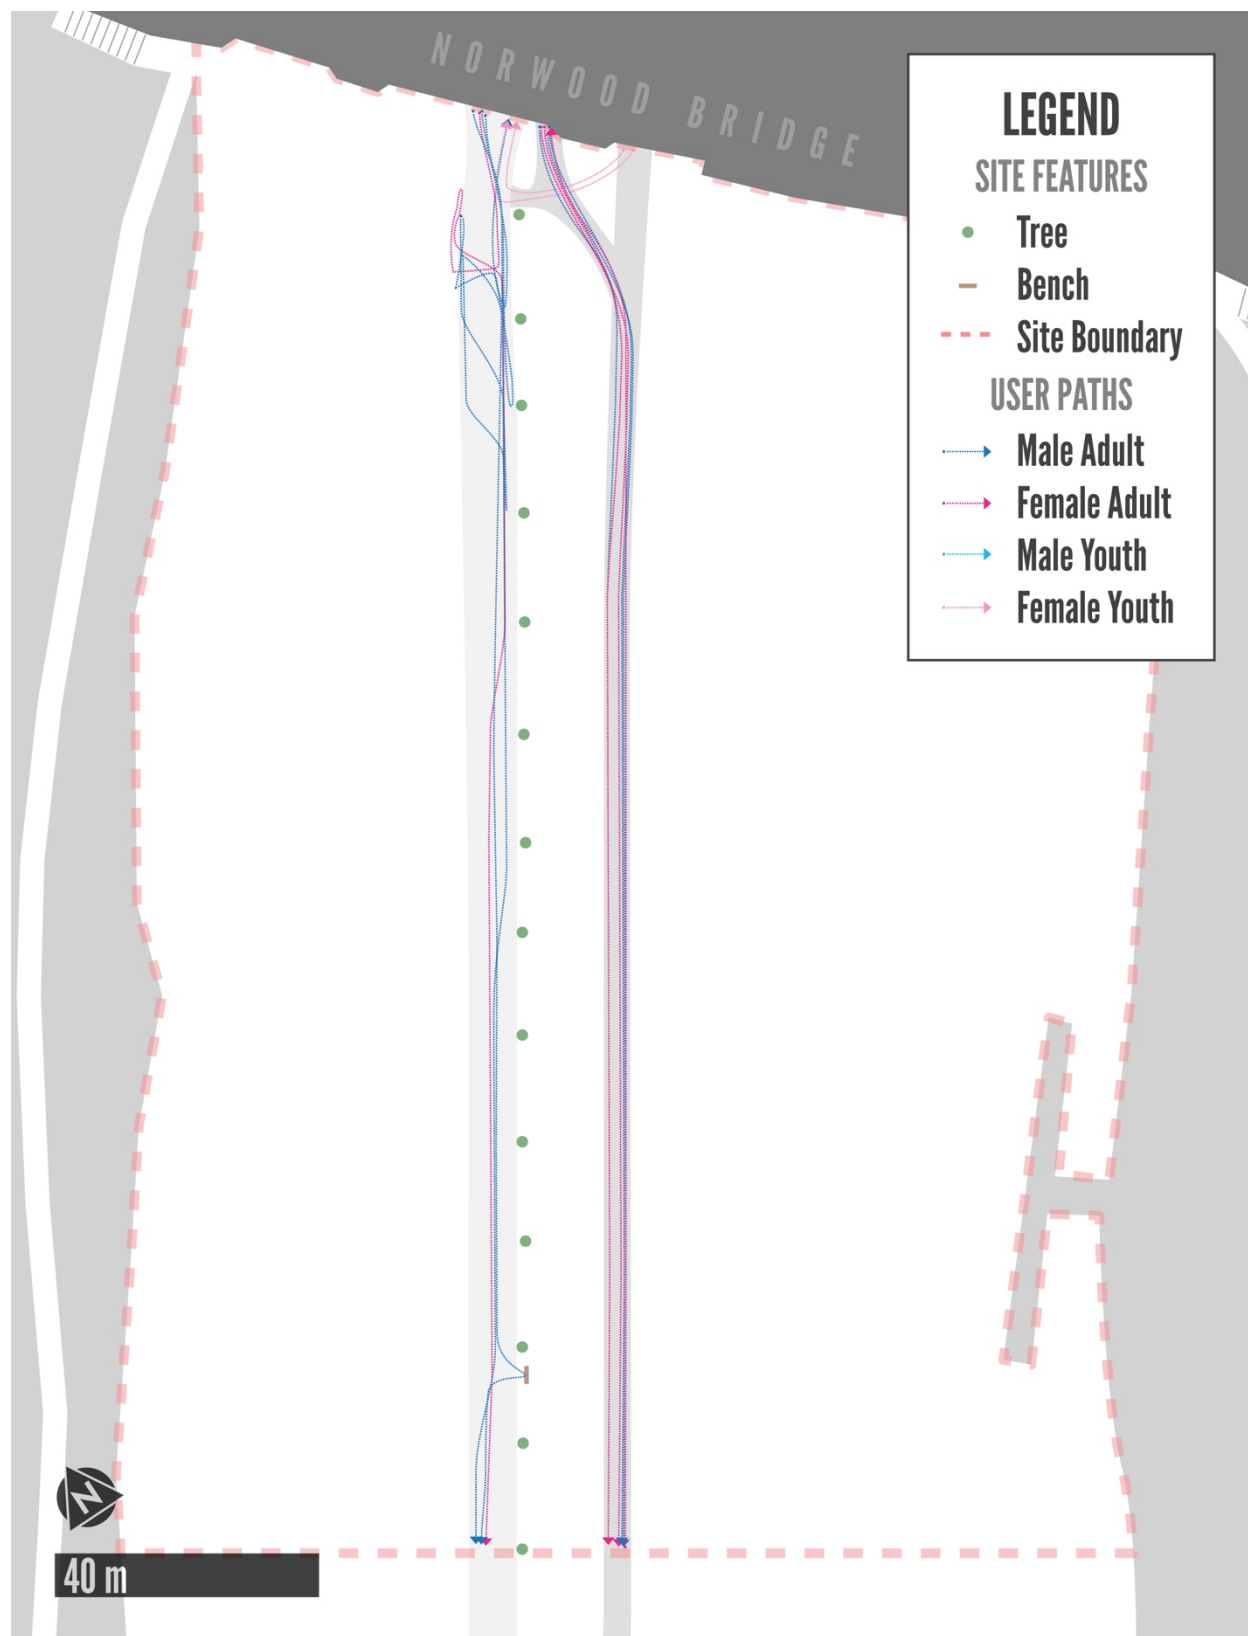 NORWOOD BRIDGE
LEGEND
SITE FEATURES
Tree
Bench
Site Boundary
USER PATHS
Male Adult
Female Adult
Male Youth
Female Youth
N
40 m